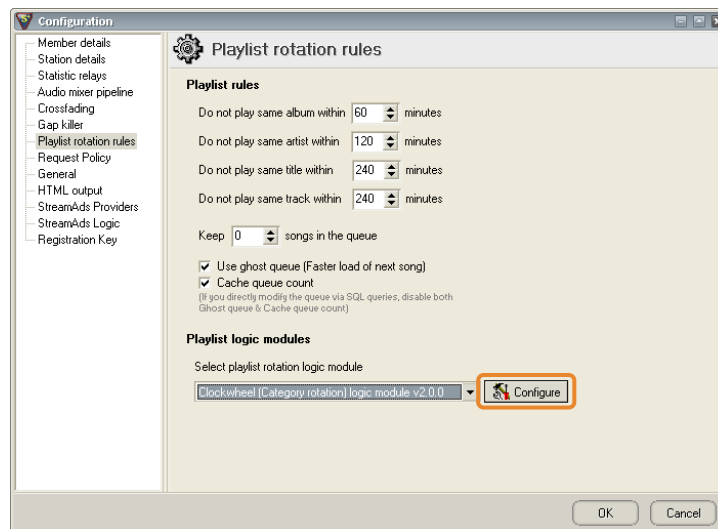 Configuration
Member details
Station details
Statistic relays
Audio mixer pipeline
Crossfading
Gap killer
Playlist rotation rules
Request Policy
General
HTML output
StreamAds Providers
StreamAds Logic
Registration Key
Playlist rotation rules
Playlist rules
Do not play same album within 60 minutes
Do not play same artist within 120 minutes
Do not play same title within 240 minutes
Do not play same track within 240 minutes
Keep 0 songs in the queue
Use ghost queue (Faster load of next song)
Cache queue count
(If you directly modify the queue via SQL queries, disable both
Ghost queue & Cache queue count)
Playlist logic modules
Select playlist rotation logic module
Clockwheel (Category rotation) logic module v2.0.0 Configure
OK Cancel